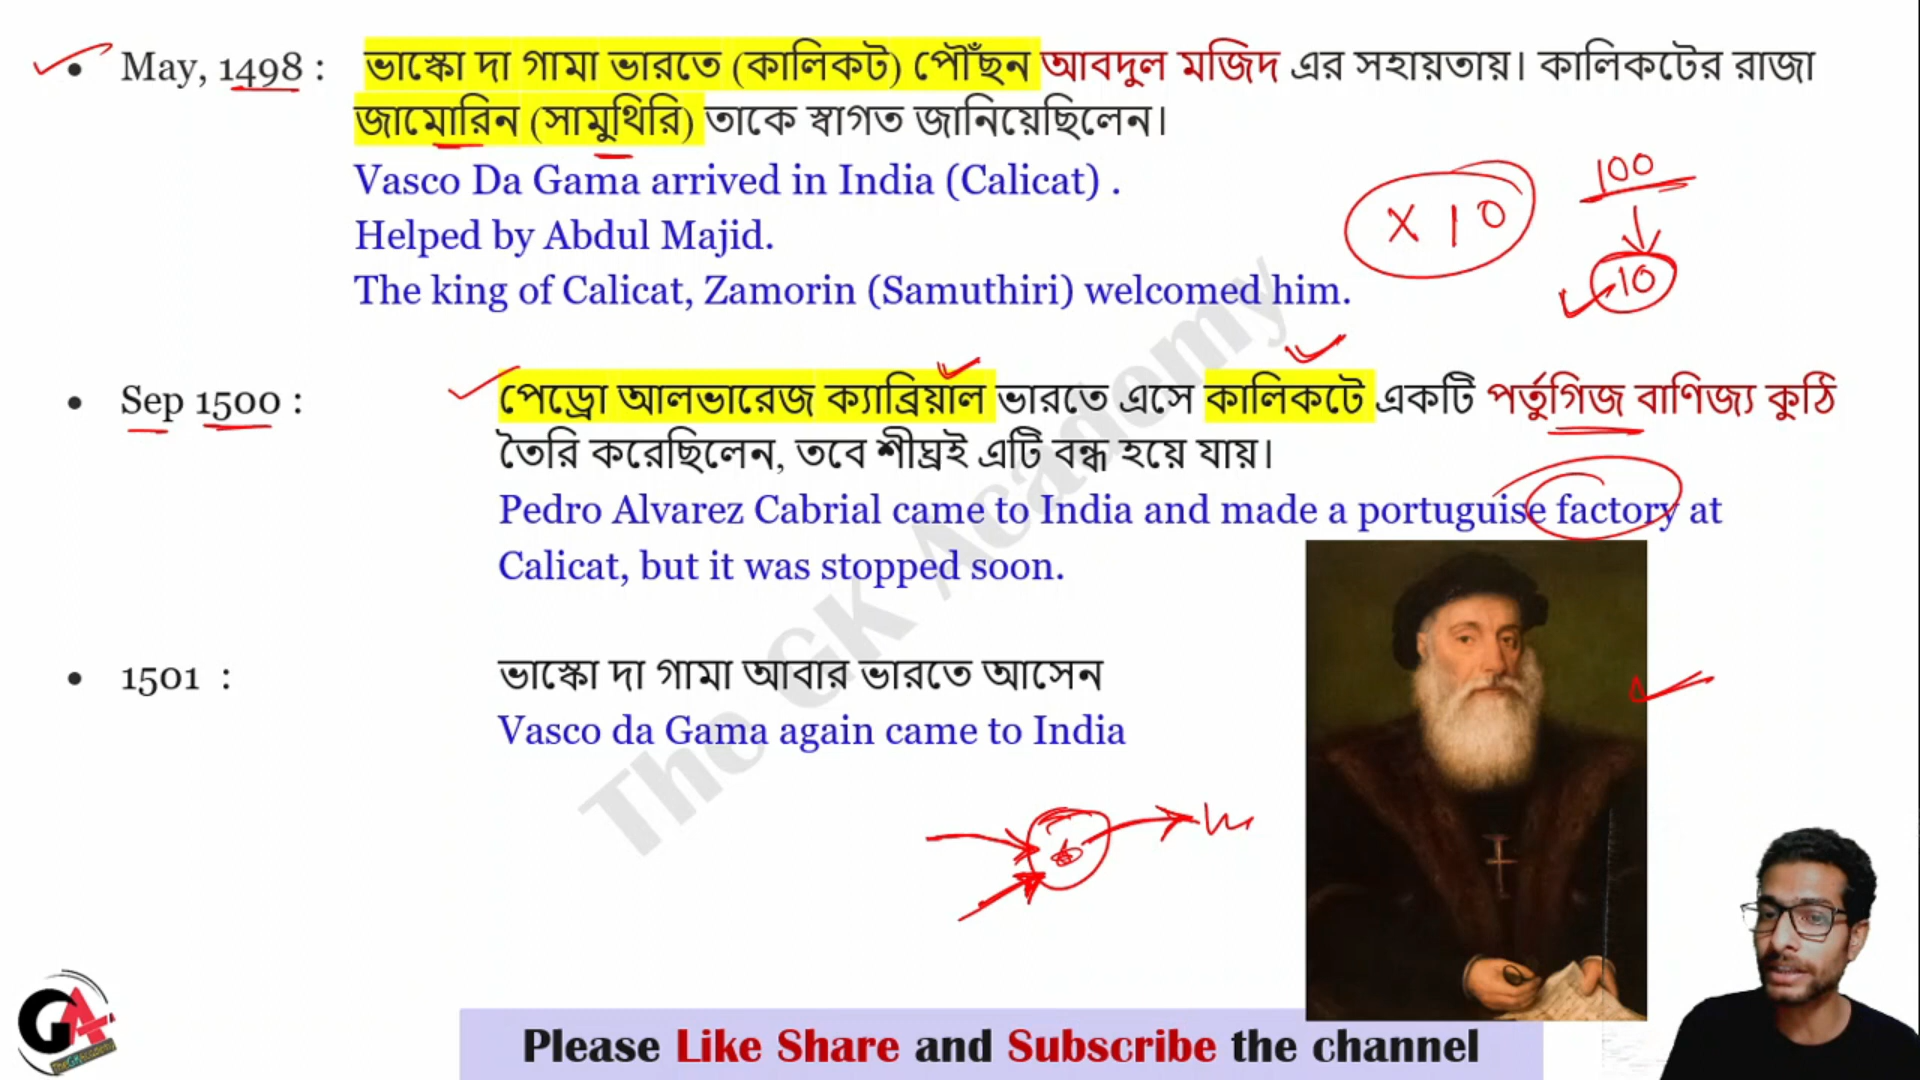 May, 1498 : ভাস্কো দা গামা ভারতে (কালিকট) পৌঁছন আবদুল মজিদ এর সহায়তায়। কালিকটের রাজা
জামোরিন (সামুথিরি) তাকে স্বাগত জানিয়েছিলেন।
Vasco Da Gama arrived in India (Calicat) .
Helped by Abdul Majid.
The king of Calicat, Zamorin (Samuthiri) welcomed him.
X 10
100
10
Sep 1500 : পেড্রো আলভারেজ ক্যাব্রিয়াল ভারতে এসে কালিকটে একটি পর্তুগিজ বাণিজ্য কুঠি
তৈরি করেছিলেন, তবে শীঘ্রই এটি বন্ধ হয়ে যায়।
Pedro Alvarez Cabrial came to India and made a portuguise factory at
Calicat, but it was stopped soon.
1501 : ভাস্কো দা গামা আবার ভারতে আসেন
Vasco da Gama again came to India
The GK Academy
GA
The GK Academy
Please Like Share and Subscribe the channel